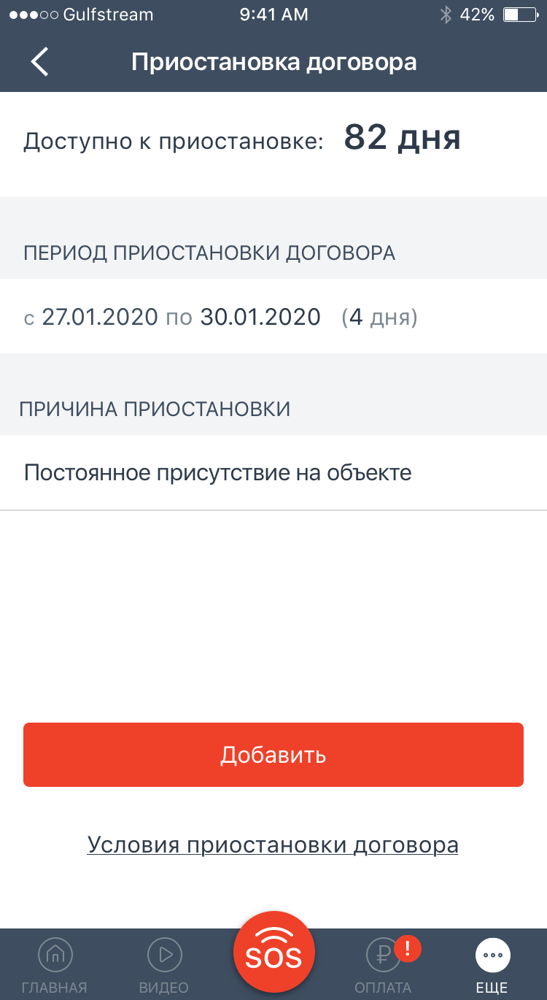 Gulfstream 9:41 AM 42%
Приостановка договора
Доступно к приостановке: 82 дня
ПЕРИОД ПРИОСТАНОВКИ ДОГОВОРА
с 27.01.2020 по 30.01.2020 (4 дня)
ПРИЧИНА ПРИОСТАНОВКИ
Постоянное присутствие на объекте
Добавить
Условия приостановки договора
sos
₽ !
ГЛАВНАЯ ВИДЕО ОПЛАТА ЕЩЕ